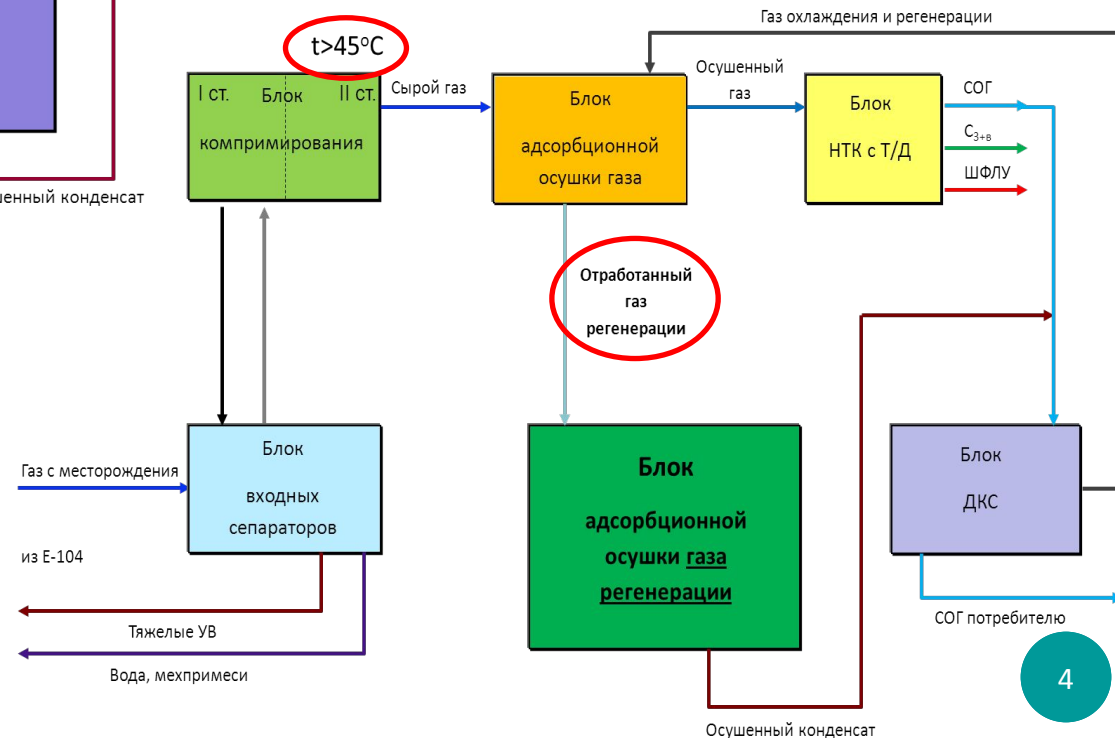 Газ охлаждения и регенерации
t>45°C
I ст. Блок II ст.
компримирования
Сырой газ
Блок
адсорбционной
осушки газа
Осушенный
газ
Блок
НТК с Т/Д
СОГ
С3+в
ШФЛУ
конденсат
Отработанный
газ
регенерации
Газ с месторождения
Блок
входных
сепараторов
из Е-104
Тяжелые УВ
Вода, мехпримеси
Блок
адсорбционной
осушки газа
регенерации
Осушенный конденсат
Блок
ДКС
СОГ потребителю
4